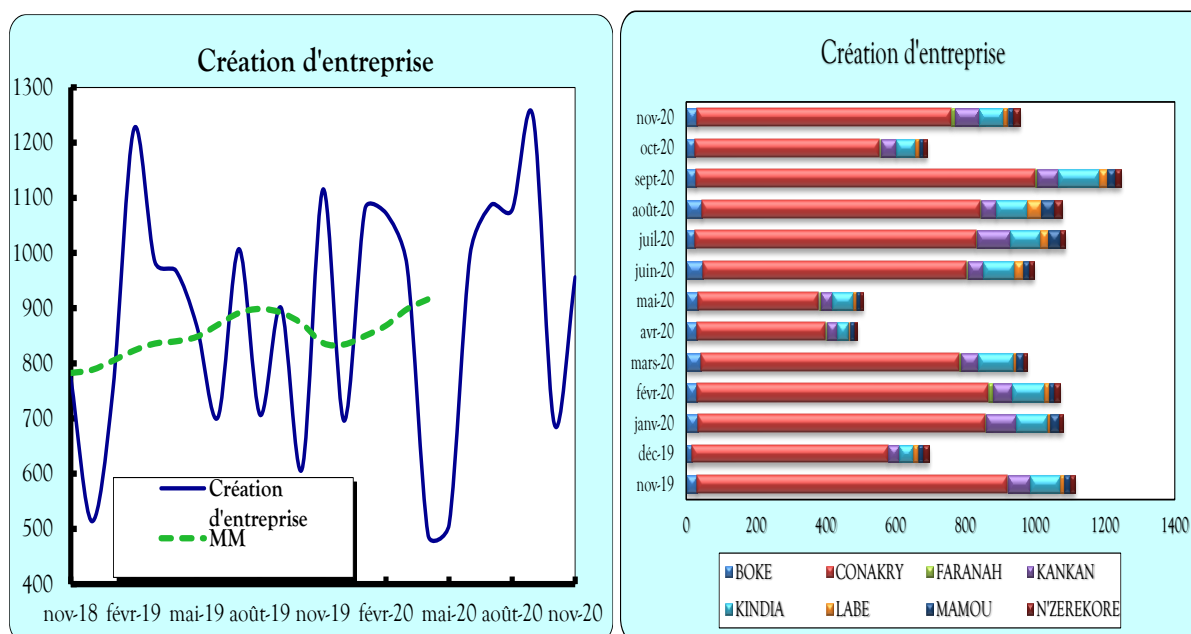 Création d'entreprise
1300
1200
1100
1000
900
800
700
600
500
400
Création
d'entreprise
MM
nov-18 févr-19 mai-19 août-19 nov-19 févr-20 mai-20 août-20 nov-20
Création d'entreprise
nov-20
oct-20
sept-20
août-20
juil-20
juin-20
mai-20
avr-20
mars-20
févr-20
janv-20
déc-19
nov-19
0 200 400 600 800 1000 1200 1400
BOKE CONAKRY FARANAH KANKAN
KINDIA LABE MAMOU N'ZEREKORE